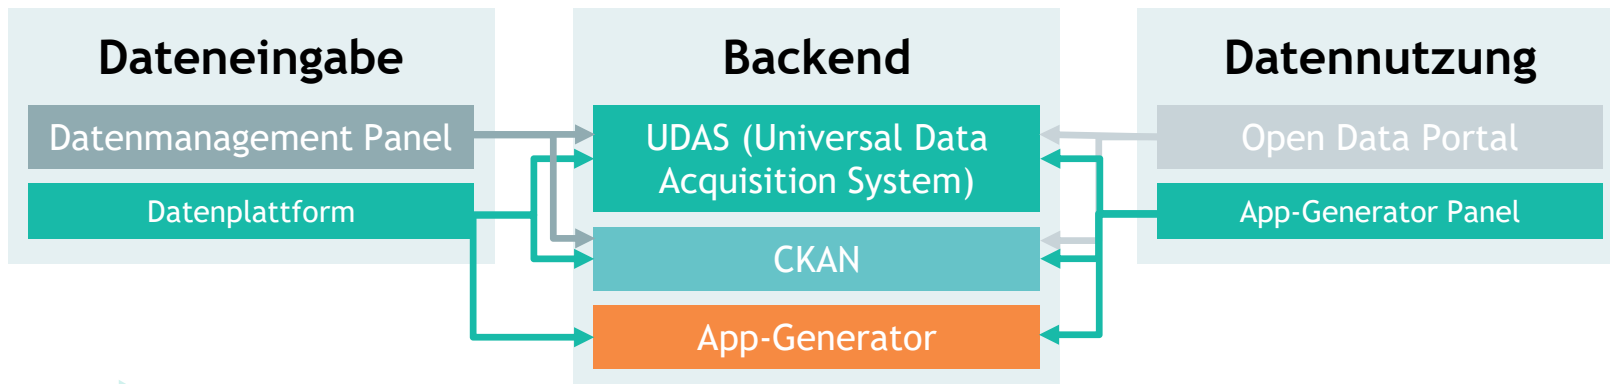 Dateneingabe
Datenmanagement Panel
Datenplattform
Backend
UDAS (Universal Data
Acquisition System)
CKAN
App-Generator
Datennutzung
Open Data Portal
App-Generator Panel